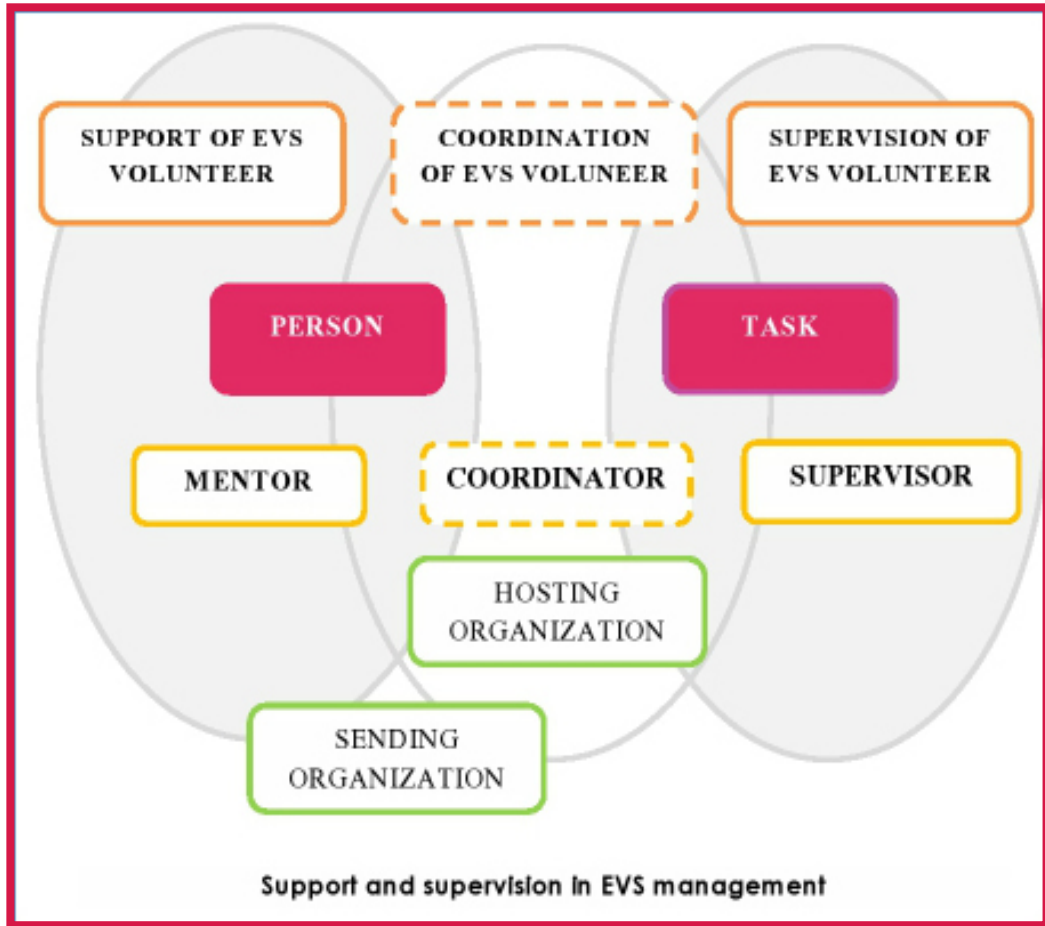 SUPPORT OF EVS
VOLUNTEER
COORDINATION
OF EVS VOLUNEER
SUPERVISION OF
EVS VOLUNTEER
PERSON
TASK
MENTOR
COORDINATOR
SUPERVISOR
HOSTING
ORGANIZATION
SENDING
ORGANIZATION
Support and supervision in EVS management